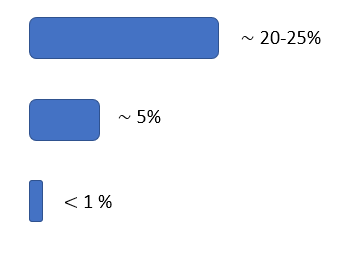 ~ 20-25%
~ 5%
< 1 %